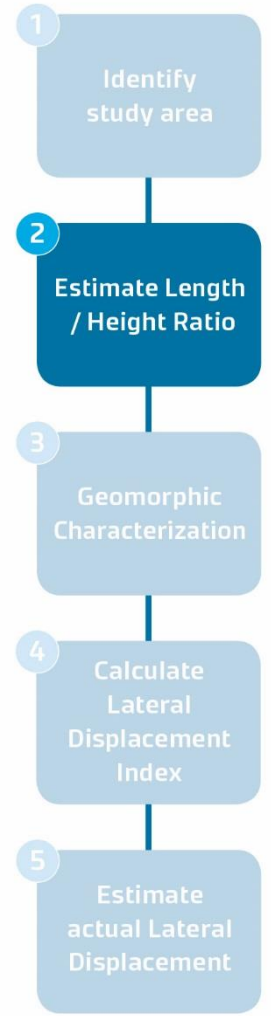 1
Identify
study area
2
Estimate Length
/ Height Ratio
3
Geomorphic
Characterization
4
Calculate
Lateral
Displacement
Index
5
Estimate
actual Lateral
Displacement